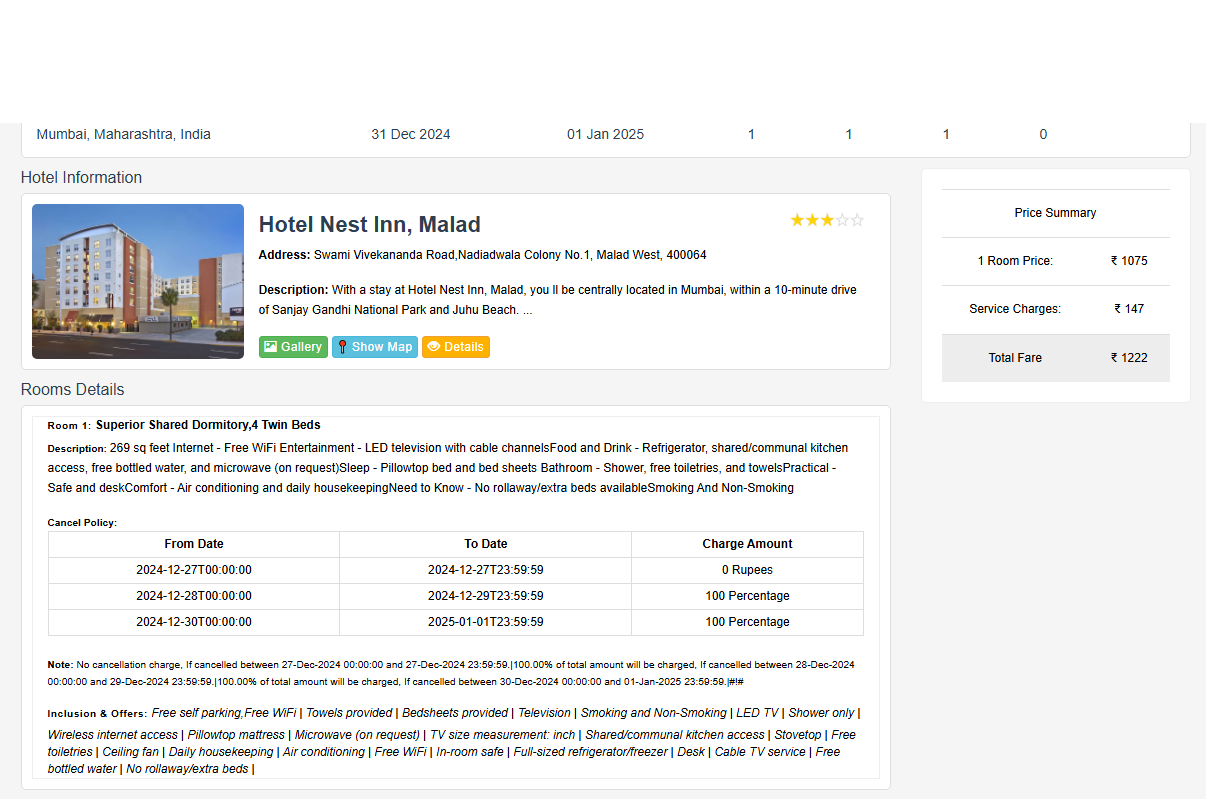 Mumbai, Maharashtra, India 31 Dec 2024 01 Jan 2025 1 1 1 0
Hotel Information
Hotel Nest Inn, Malad
Address: Swami Vivekananda Road,Nadiadwala Colony No.1, Malad West, 400064
Description: With a stay at Hotel Nest Inn, Malad, you ll be centrally located in Mumbai, within a 10-minute drive
of Sanjay Gandhi National Park and Juhu Beach. ...
Gallery Show Map Details
Price Summary
1 Room Price: ₹ 1075
Service Charges: ₹ 147
Total Fare ₹ 1222
Rooms Details
Room 1: Superior Shared Dormitory,4 Twin Beds
Description: 269 sq feet Internet - Free WiFi Entertainment - LED television with cable channelsFood and Drink - Refrigerator, shared/communal kitchen
access, free bottled water, and microwave (on request)Sleep - Pillowtop bed and bed sheets Bathroom - Shower, free toiletries, and towelsPractical -
Safe and deskComfort - Air conditioning and daily housekeepingNeed to Know - No rollaway/extra beds availableSmoking And Non-Smoking
Cancel Policy:
From Date To Date Charge Amount
2024-12-27T00:00:00 2024-12-27T23:59:59 0 Rupees
2024-12-28T00:00:00 2024-12-29T23:59:59 100 Percentage
2024-12-30T00:00:00 2025-01-01T23:59:59 100 Percentage
Note: No cancellation charge, If cancelled between 27-Dec-2024 00:00:00 and 27-Dec-2024 23:59:59.|100.00% of total amount will be charged, If cancelled between 28-Dec-2024
00:00:00 and 29-Dec-2024 23:59:59.|100.00% of total amount will be charged, If cancelled between 30-Dec-2024 00:00:00 and 01-Jan-2025 23:59:59.|#!#
Inclusion & Offers: Free self parking,Free WiFi | Towels provided | Bedsheets provided | Television | Smoking and Non-Smoking | LED TV | Shower only |
Wireless internet access | Pillowtop mattress | Microwave (on request) | TV size measurement: inch | Shared/communal kitchen access | Stovetop | Free
toiletries | Ceiling fan | Daily housekeeping | Air conditioning | Free WiFi | In-room safe | Full-sized refrigerator/freezer | Desk | Cable TV service | Free
bottled water | No rollaway/extra beds |